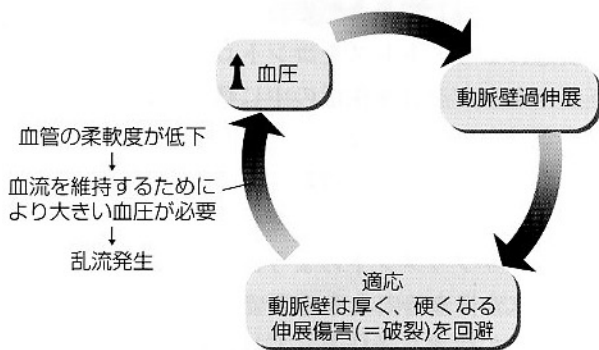 血圧
動脈壁過伸展
血管の柔軟度が低下
血流を維持するために
より大きい血圧が必要
乱流発生
適応
動脈壁は厚く、硬くなる
伸展傷害(=破裂)を回避